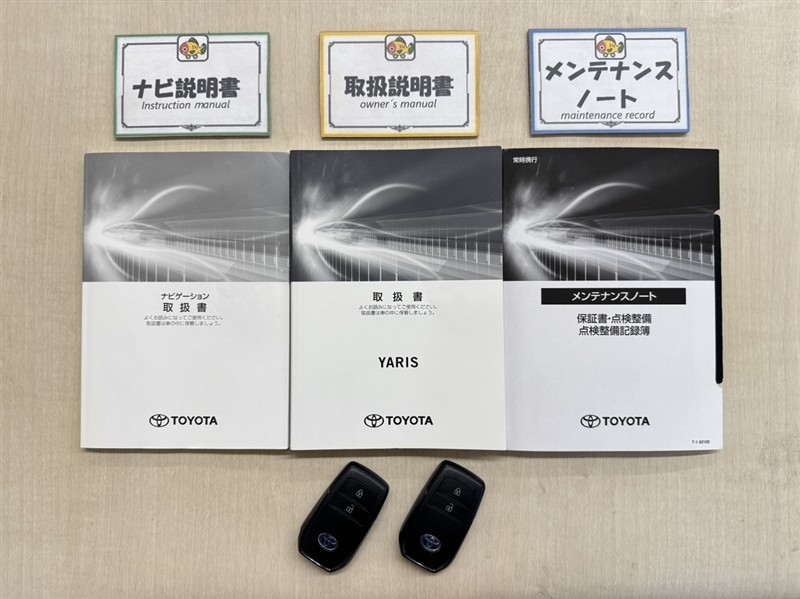 ナビ説明書
Instruction manual
取扱説明書
owner's manual
メンテナンス
ノート
maintenance record
ナビゲーション
取扱書
よくお読みになってご使用ください。
取扱書は車の中に保管しましょう。
TOYOTA
取扱書
よくお読みになってご使用ください。
取扱書は車の中に保管しましょう。
YARIS
TOYOTA
常時携行
メンテナンスノート
保証書・点検整備
点検整備記録簿
TOYOTA